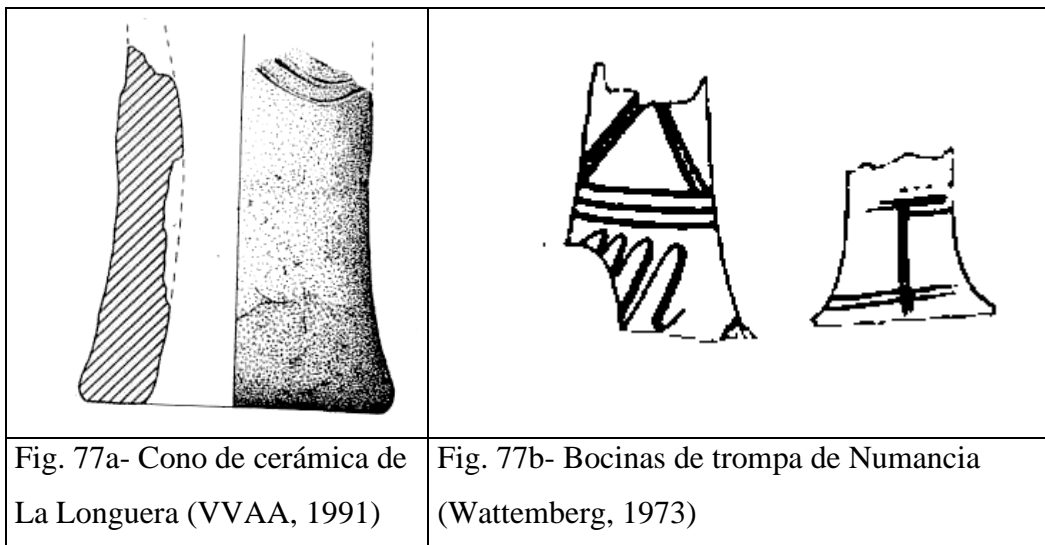 Fig. 77a- Cono de cerámica de
La Longuera (VVAA, 1991)
Fig. 77b- Bocinas de trompa de Numancia
(Wattemberg, 1973)